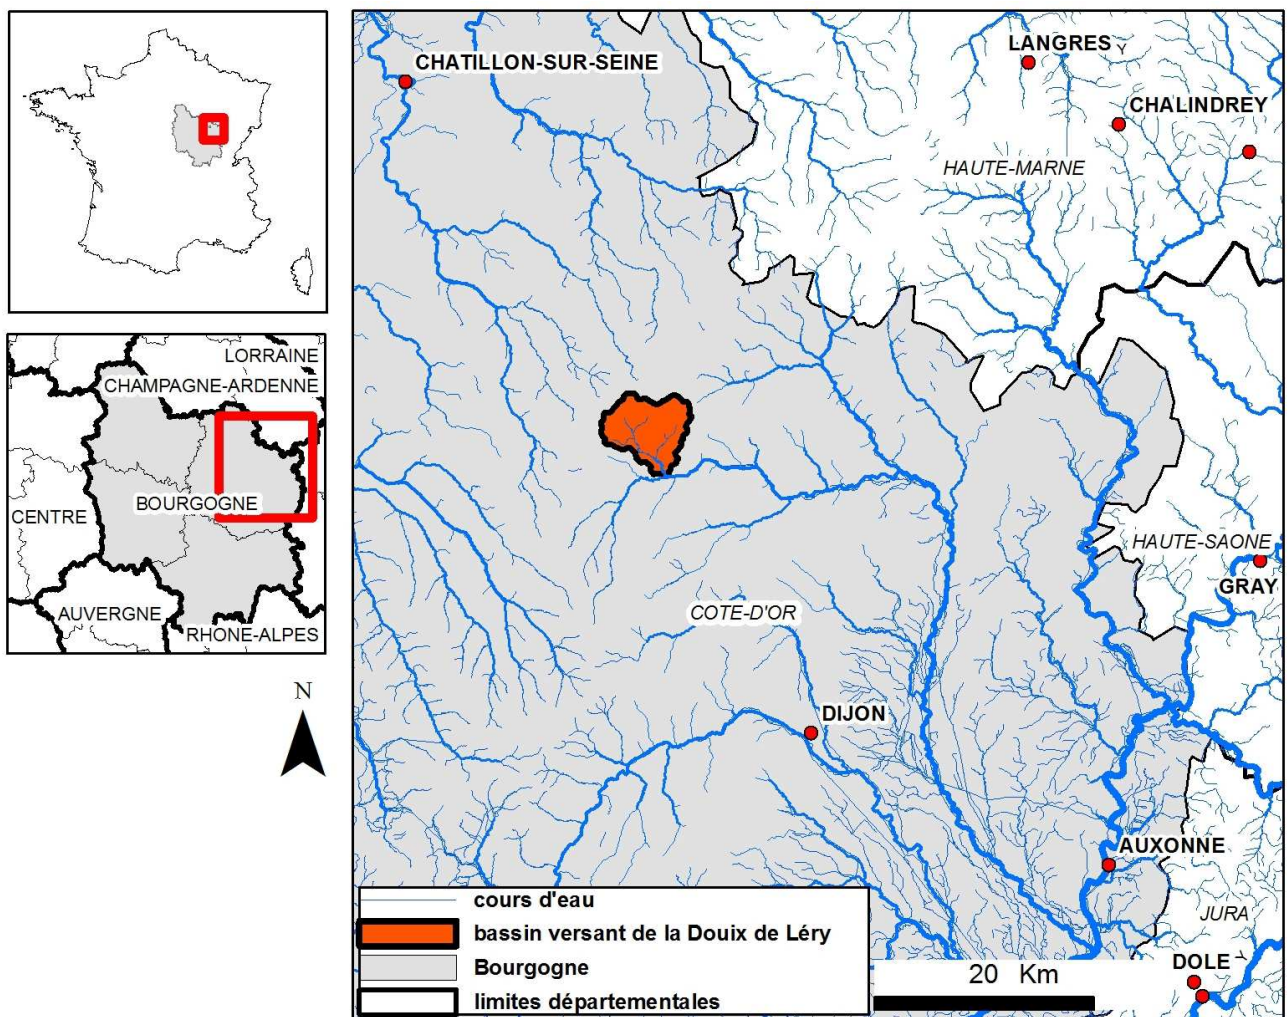 LORRAINE
CHAMPAGNE-ARDENNE
BOURGOGNE
CENTRE
AUVERGNE
RHONE-ALPES
N
CHATILLON-SUR-SEINE
LANGRES
CHALINDREY
HAUTE-MARNE
HAUTE-SAONE
GRAY
COTE-D'OR
DIJON
AUXONNE
JURA
DOLE
cours d'eau
bassin versant de la Douix de Léry
Bourgogne
limites départementales
20 Km